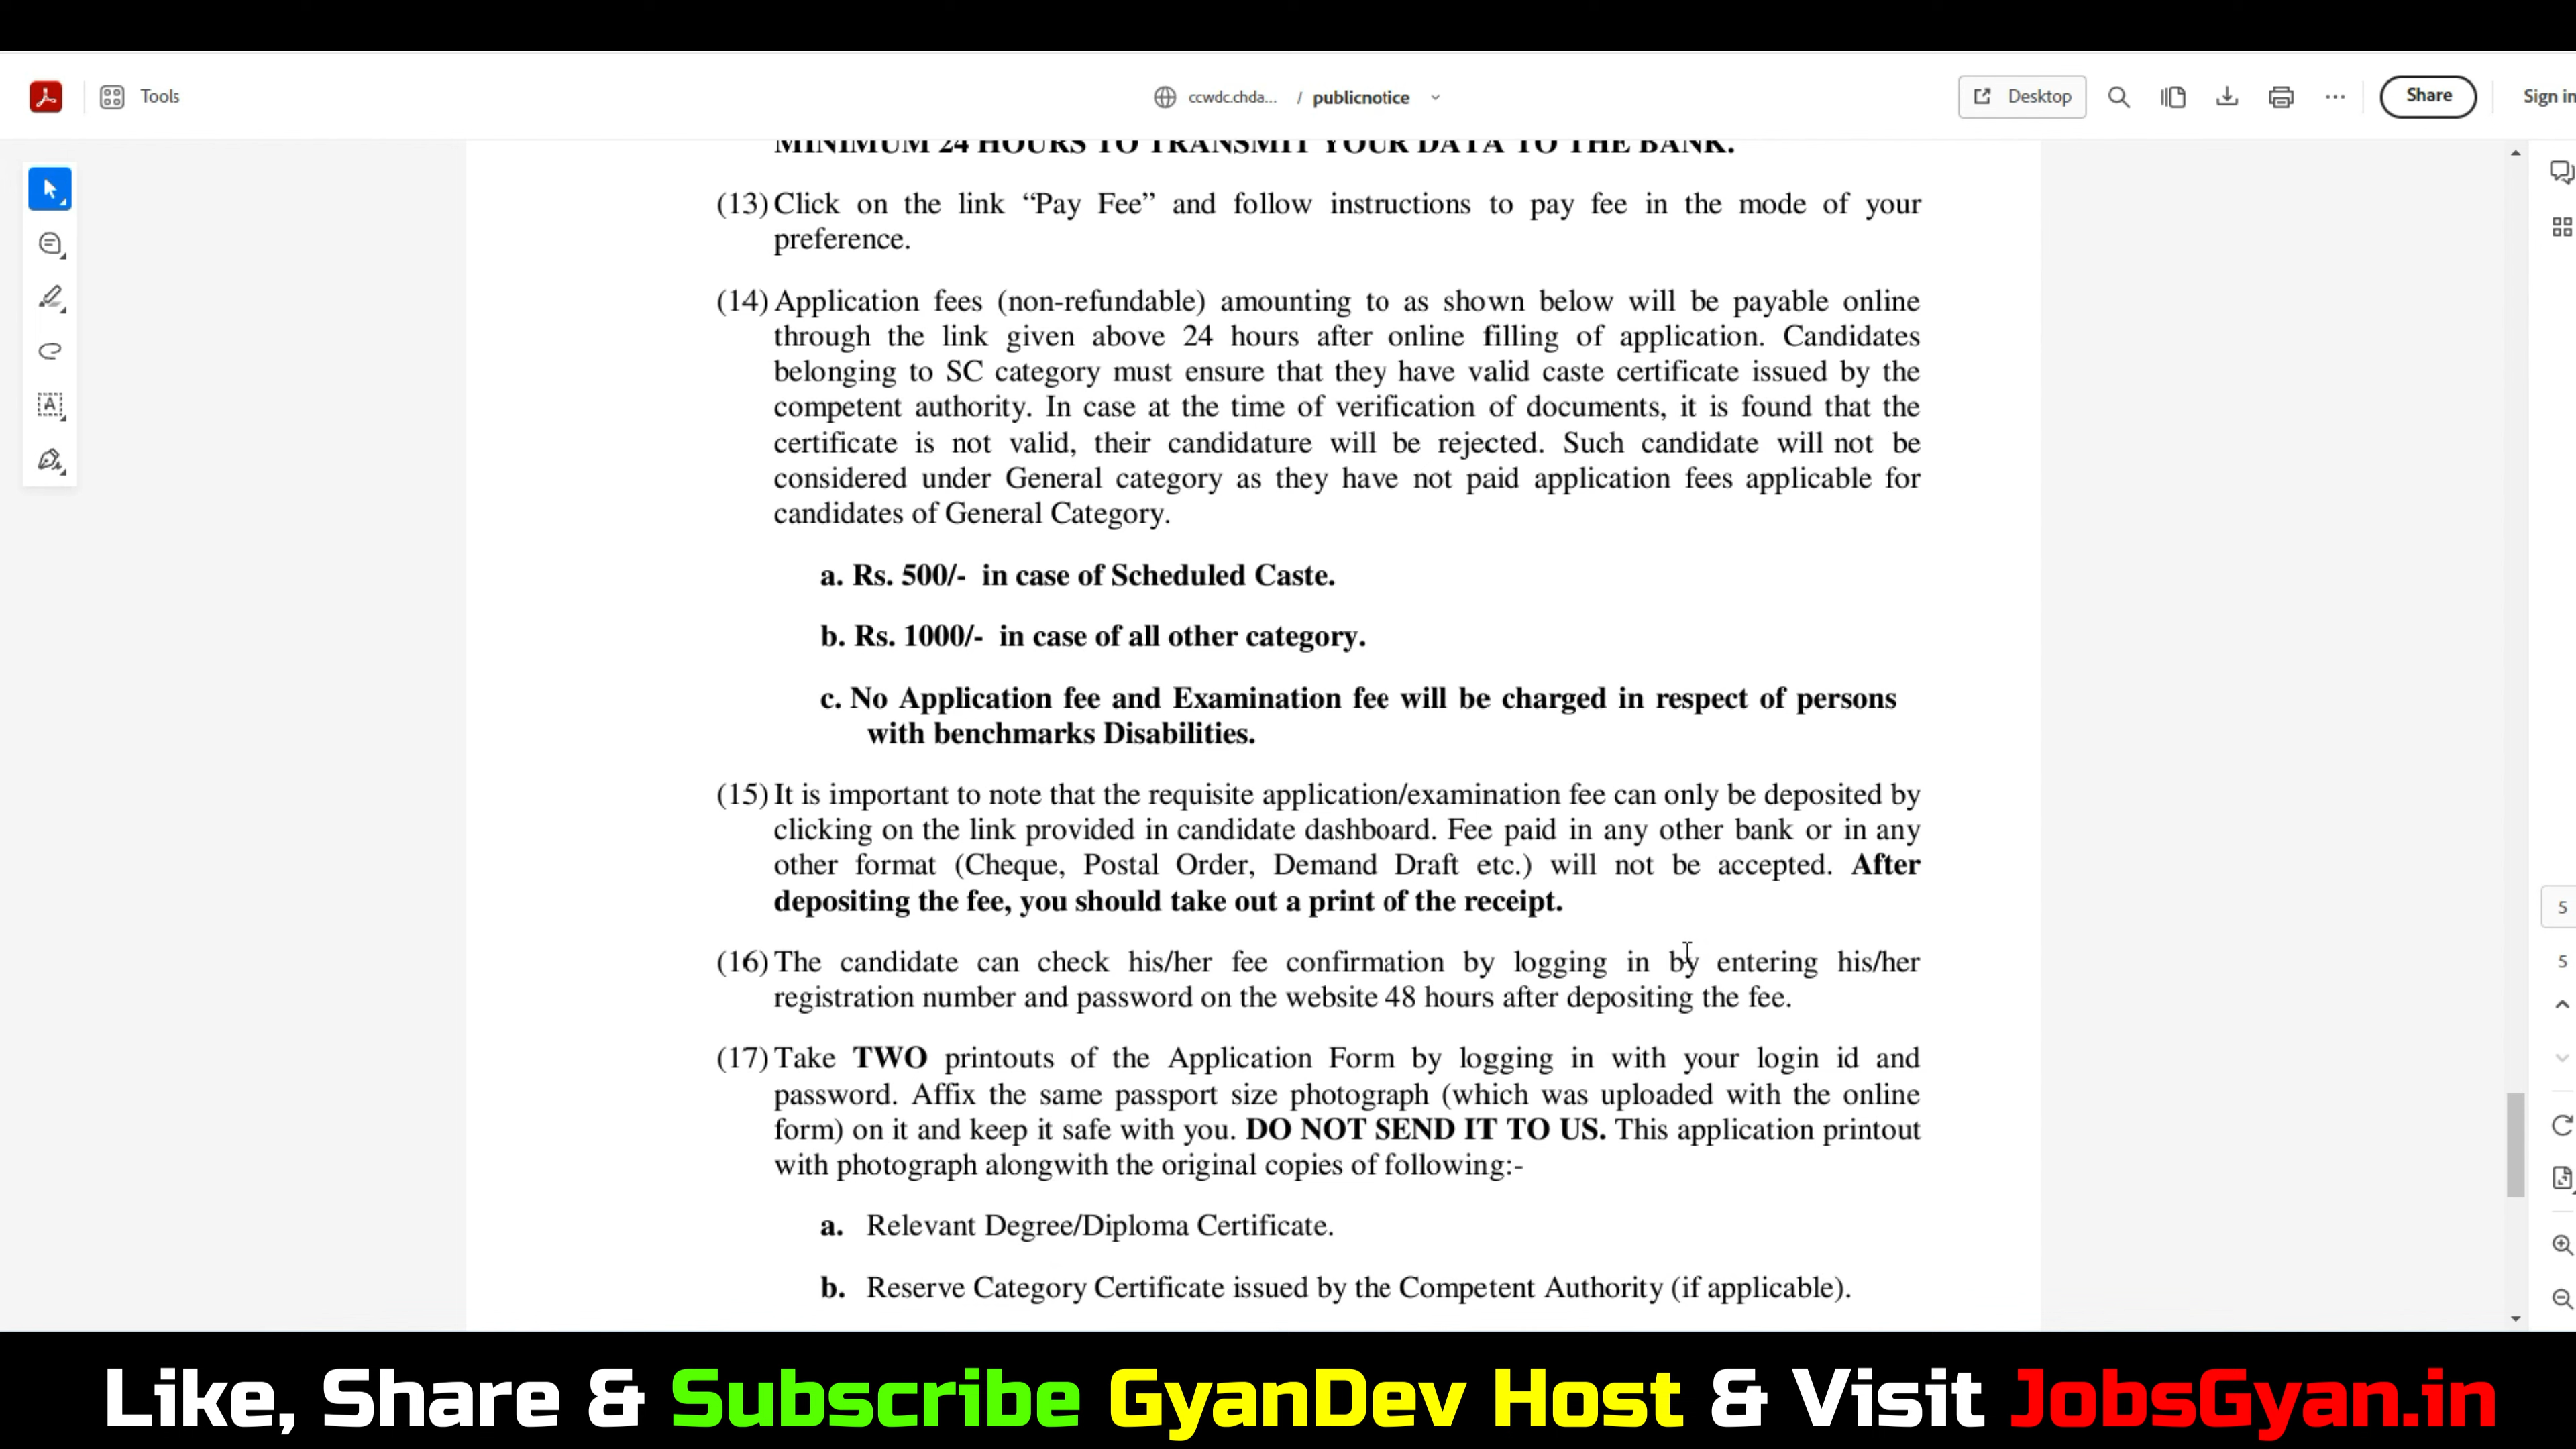 Tools
ccwdc.chda... / publicnotice
Desktop
Share
Sign in
MINIMUM 24 HOURS TO TRANSMIT YOUR DATA TO THE BANK.
(13) Click on the link “Pay Fee” and follow instructions to pay fee in the mode of your
preference.
(14) Application fees (non-refundable) amounting to as shown below will be payable online
through the link given above 24 hours after online filling of application. Candidates
belonging to SC category must ensure that they have valid caste certificate issued by the
competent authority. In case at the time of verification of documents, it is found that the
certificate is not valid, their candidature will be rejected. Such candidate will not be
considered under General category as they have not paid application fees applicable for
candidates of General Category.
a. Rs. 500/- in case of Scheduled Caste.
b. Rs. 1000/- in case of all other category.
c. No Application fee and Examination fee will be charged in respect of persons
with benchmarks Disabilities.
(15) It is important to note that the requisite application/examination fee can only be deposited by
clicking on the link provided in candidate dashboard. Fee paid in any other bank or in any
other format (Cheque, Postal Order, Demand Draft etc.) will not be accepted. After
depositing the fee, you should take out a print of the receipt.
5
(16) The candidate can check his/her fee confirmation by logging in by entering his/her
registration number and password on the website 48 hours after depositing the fee.
5
(17) Take TWO printouts of the Application Form by logging in with your login id and
password. Affix the same passport size photograph (which was uploaded with the online
form) on it and keep it safe with you. DO NOT SEND IT TO US. This application printout
with photograph alongwith the original copies of following:-
a. Relevant Degree/Diploma Certificate.
b. Reserve Category Certificate issued by the Competent Authority (if applicable).
Like, Share & Subscribe GyanDev Host & Visit JobsGyan.in